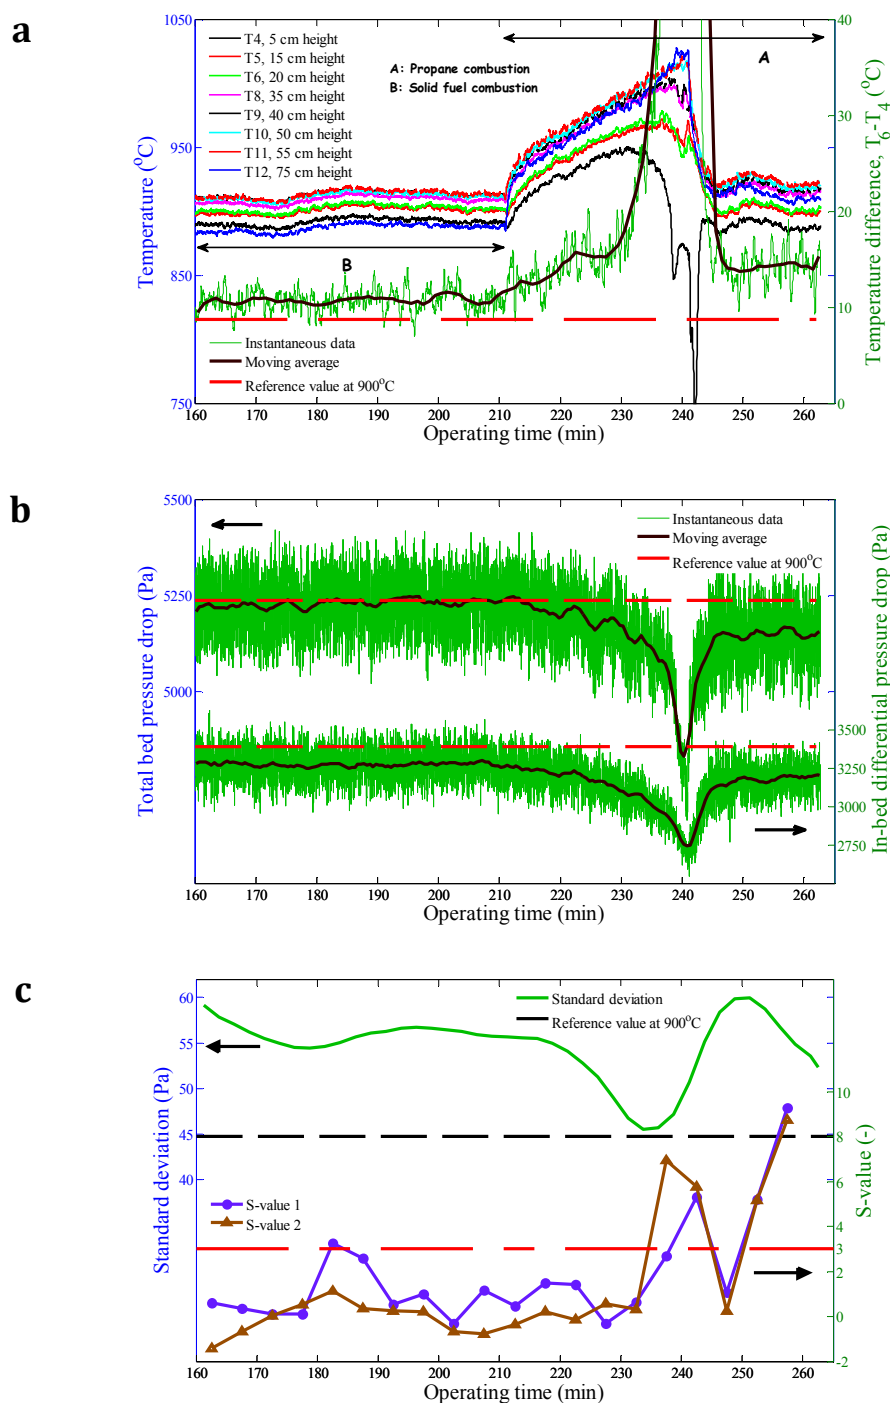 a
1050
950
850
750
Temperature (°C)
T4, 5 cm height
T5, 15 cm height
T6, 20 cm height
T8, 35 cm height
T9, 40 cm height
T10, 50 cm height
T11, 55 cm height
T12, 75 cm height
A: Propane combustion
B: Solid fuel combustion
A
B
Instantaneous data
Moving average
Reference value at 900°C
40
30
20
10
0
Temperature difference, T6-T4 (°C)
160 170 180 190 200 210 220 230 240 250 260
Operating time (min)
b
5500
5250
5000
Total bed pressure drop (Pa)
Instantaneous data
Moving average
Reference value at 900°C
3500
3250
3000
2750
In-bed differential pressure drop (Pa)
160 170 180 190 200 210 220 230 240 250 260
Operating time (min)
c
60
55
50
45
40
Standard deviation (Pa)
Standard deviation
Reference value at 900°C
S-value 1
S-value 2
10
8
6
4
3
2
0
-2
S-value (-)
160 170 180 190 200 210 220 230 240 250 260
Operating time (min)